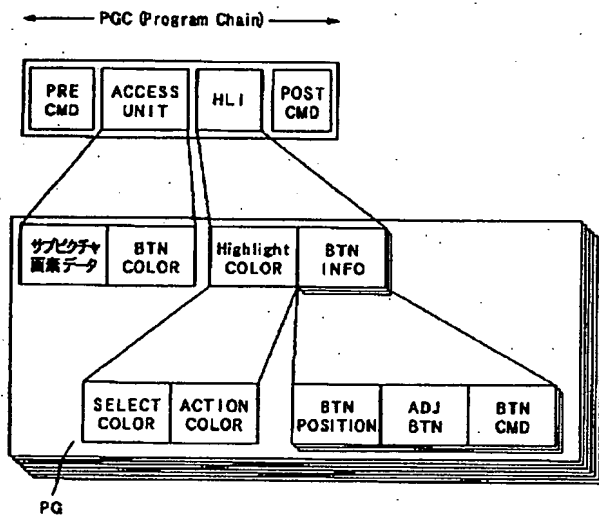 PGC (Program Chain)
PRE
CMD
ACCESS
UNIT
HLI
POST
CMD
サブピクチャ
画素データ
BTN
COLOR
Highlight
COLOR
BTN
INFO
SELECT
COLOR
ACTION
COLOR
BTN
POSITION
ADJ
BTN
BTN
CMD
PG